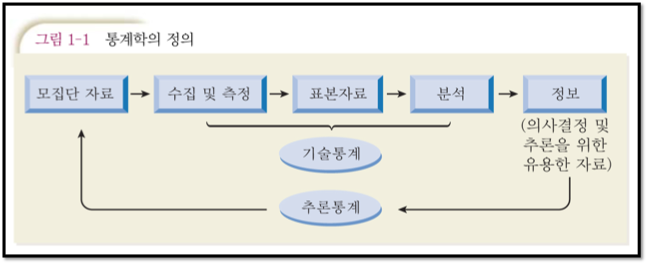 그림 1-1 통계학의 정의
모집단 자료
수집 및 측정
표본자료
분석
정보
(의사결정 및
추론을 위한
유용한 자료)
기술통계
추론통계